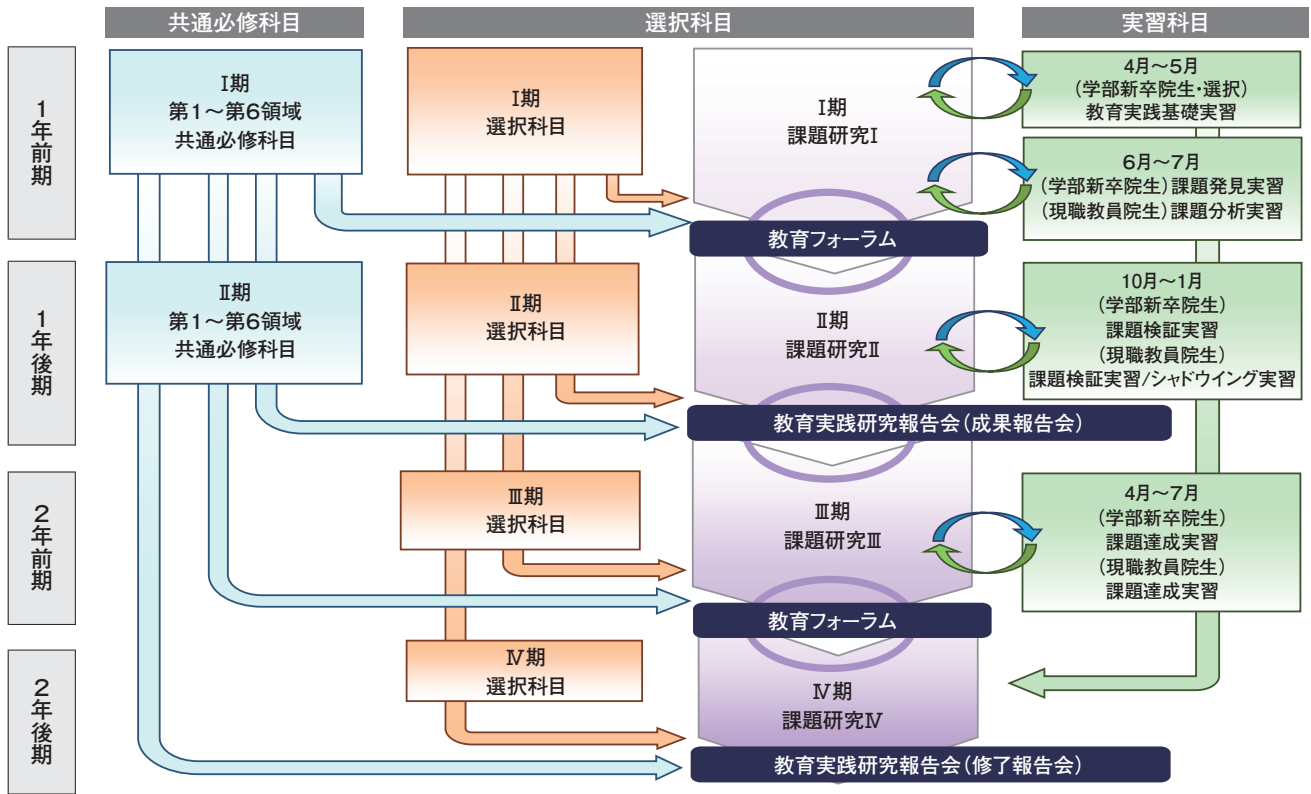 共通必修科目
選択科目
実習科目
1年前期
Ⅰ期
第1～第6領域
共通必修科目
Ⅰ期
選択科目
Ⅰ期
課題研究Ⅰ
4月～5月
（学部新卒院生・選択）
教育実践基礎実習
6月～7月
（学部新卒院生）課題発見実習
（現職教員院生）課題分析実習
教育フォーラム
1年後期
Ⅱ期
第1～第6領域
共通必修科目
Ⅱ期
選択科目
Ⅱ期
課題研究Ⅱ
10月～1月
（学部新卒院生）
課題検証実習
（現職教員院生）
課題検証実習/シャドウイング実習
教育実践研究報告会（成果報告会）
2年前期
Ⅲ期
選択科目
Ⅲ期
課題研究Ⅲ
4月～7月
（学部新卒院生）
課題達成実習
（現職教員院生）
課題達成実習
教育フォーラム
2年後期
Ⅳ期
選択科目
Ⅳ期
課題研究Ⅳ
教育実践研究報告会（修了報告会）